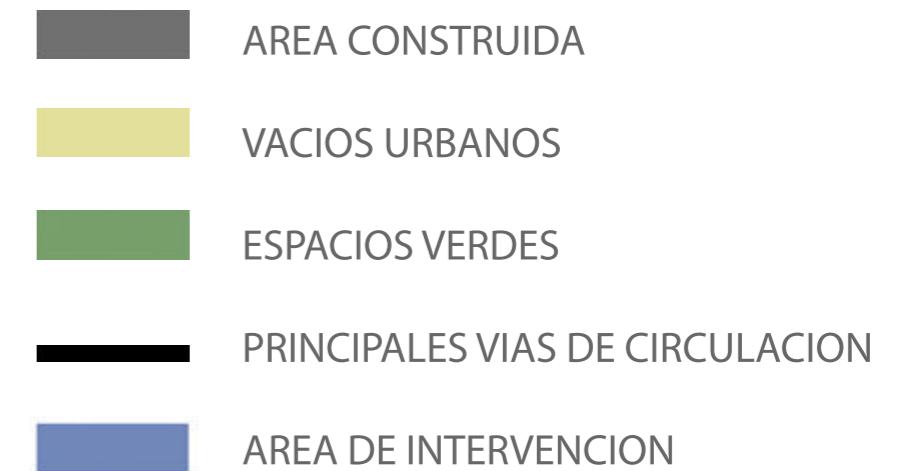 AREA CONSTRUIDA
VACIOS URBANOS
ESPACIOS VERDES
PRINCIPALES VIAS DE CIRCULACION
AREA DE INTERVENCION